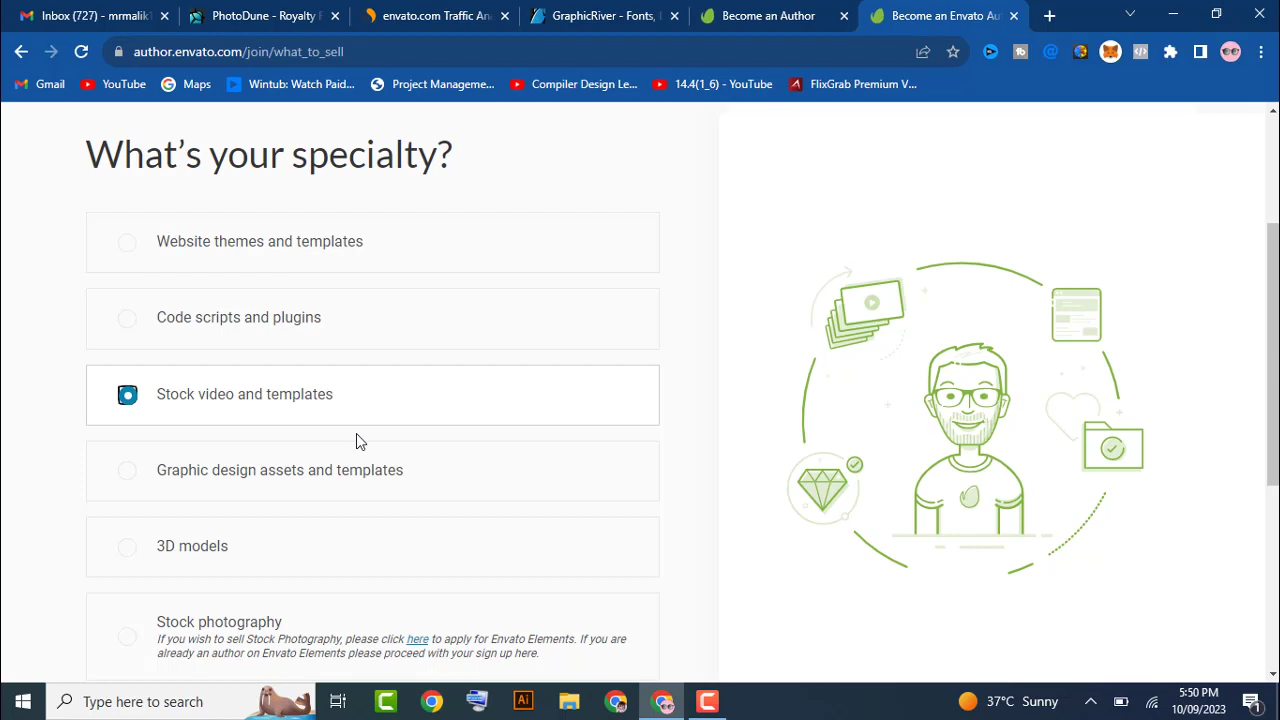 Inbox (727) - mrmalik1
PhotoDune - Royalty F
envato.com Traffic An
GraphicRiver - Fonts, L
Become an Author
Become an Envato Aut
author.envato.com/join/what_to_sell
Gmail
YouTube
Maps
Wintub: Watch Paid...
Project Manageme...
Compiler Design Le...
14.4(1_6) - YouTube
FlixGrab Premium V...
What's your specialty?
Website themes and templates
Code scripts and plugins
Stock video and templates
Graphic design assets and templates
3D models
Stock photography
If you wish to sell Stock Photography, please click here to apply for Envato Elements. If you are
already an author on Envato Elements please proceed with your sign up here.
Type here to search
Ai
37°C Sunny
5:50 PM
10/09/2023
1